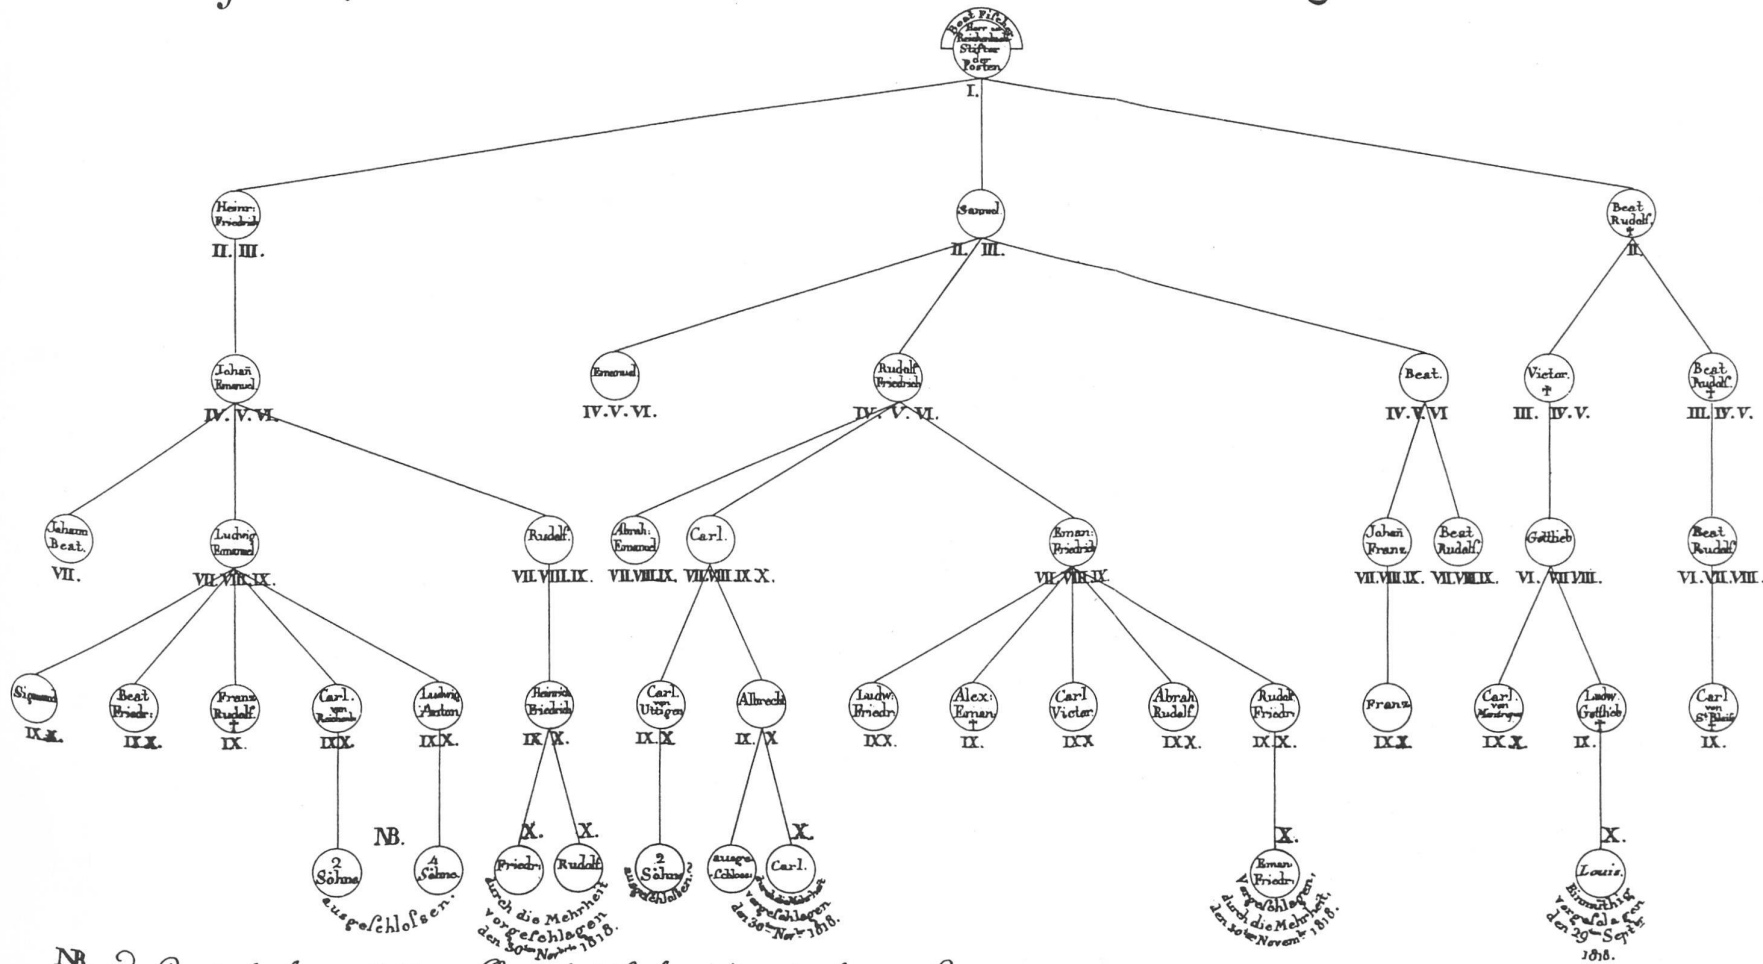 Beat Fiſcher,
Herr zu
Reichenbach
Stifter
der
Posten
I.
Heinr:
Friedrich
II. III.
Samuel
II. III.
Beat
Rudolf.
†
II.
Johañ
Emanuel.
IV. V. VI.
Emanuel.
IV. V. VI.
Rudolf
Friedrich
IV. V. VI.
Beat.
IV. V. VI
Victor.
†
III. IV. V.
Beat
Rudolf.
†
III. IV. V.
Johann
Beat.
VII.
Ludwig
Emanuel
VII. VIII. IX.
Rudolf.
VII. VIII. IX.
Abrah:
Emanuel
VII. VIII. IX.
Carl.
VII. VIII. IX. X.
Eman:
Friedrich
VII. VIII. IX.
Johañ
Franz
VII. VIII. IX.
Beat
Rudolf.
VII. VIII. IX.
Gottlieb
VI. VII VIII.
Beat
Rudolf
VI. VII. VIII.
Sigmund
IX. X.
Beat
Friedr:
IX. X.
Franz
Rudolf.
†
IX.
Carl.
von
Reichenb:
IX X.
Ludwig
Anton.
IX X.
Heinrich
Friedrich
IX X.
Carl.
von
Uttigen
IX. X
Albrecht
IX. X
Ludw:
Friedr.
IX X.
Alex:
Eman
†
IX.
Carl
Victor.
IX X
Abrah
Rudolf.
IX X.
Rudolf
Friedr:
IX. X.
Franz
IX X
Carl.
von
IX. X.
Ludw.
Gottlieb
†
IX.
Carl
von
St Blaise
†
IX.
NB.
2
Söhne
4
Söhne
ausgeſchloſsen.
X.
Friedr:
X.
Rudolf
durch die Mehrheit
vorgeſchlagen
den 30ten Novbris 1818.
2
Söhne
ausgeſchloſsen.
ausge
ſchloss:
X.
Carl.
durch die Mehrheit
vorgeſchlagen
den 30ten Novbr 1818.
X.
Eman
Friedr:
Vorgeſchlagen,
durch die Mehrheit,
den 30ten Novemb 1818.
X.
Louis.
Einmüthig
vorgeſchlagen
den 29ten Septbr
1818.
NB.